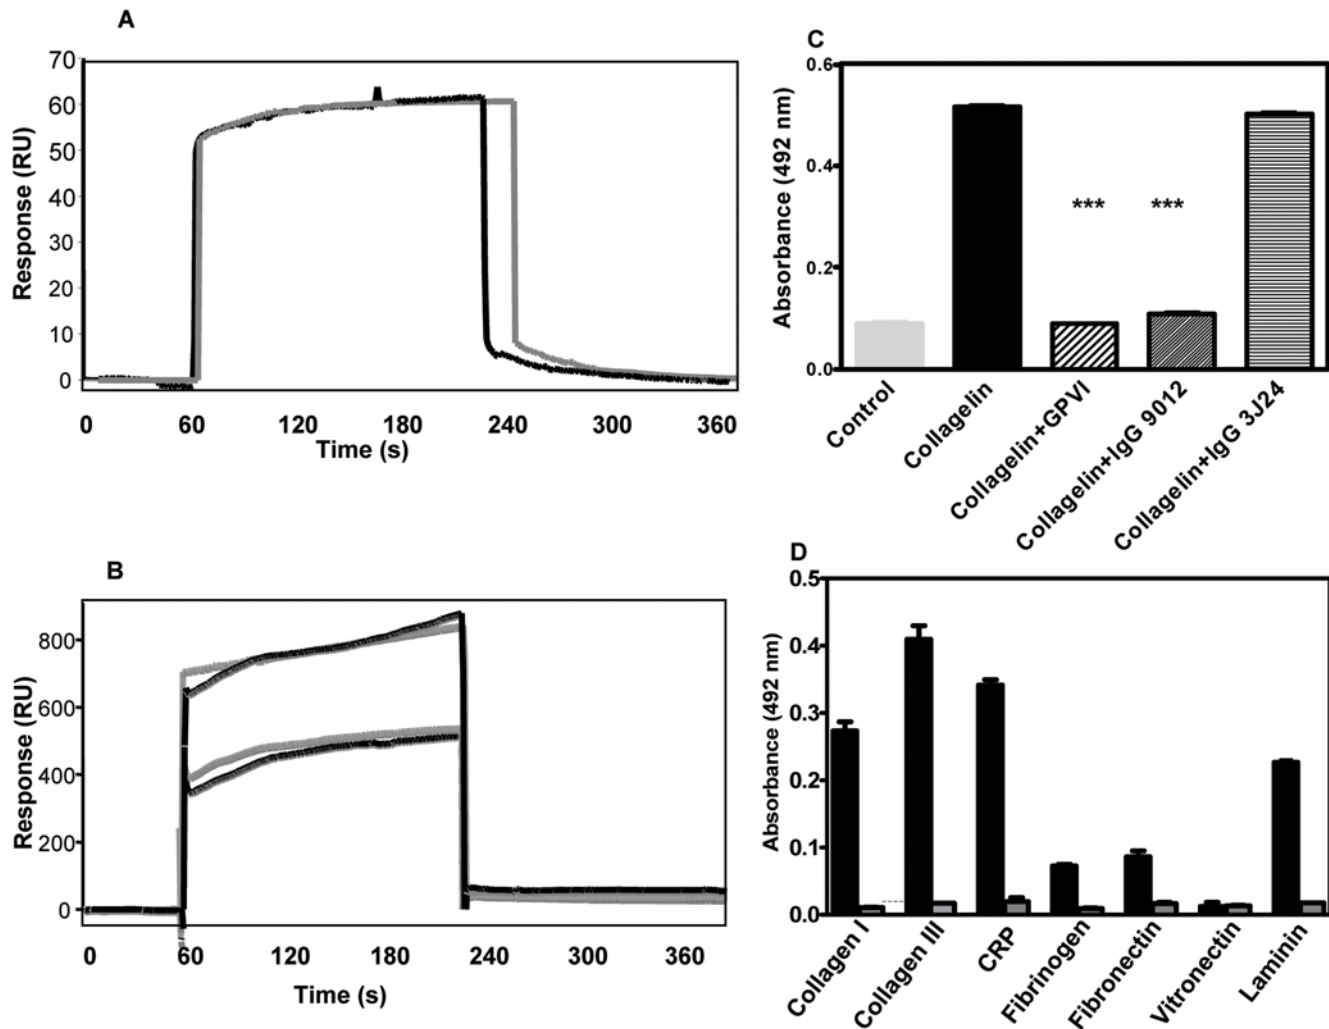 A
Response (RU)
70
60
50
40
30
20
10
0
0 60 120 180 240 300 360
Time (s)
B
Response (RU)
800
600
400
200
0
0 60 120 180 240 300 360
Time (s)
C
Absorbance (492 nm)
0.6
0.4
0.2
0.0
*** ***
Control
Collagelin
Collagelin+GPVI
Collagelin+IgG 9012
Collagelin+IgG 3J24
D
Absorbance (492 nm)
0.5
0.4
0.3
0.2
0.1
0.0
Collagen I
Collagen III
CRP
Fibrinogen
Fibronectin
Vitronectin
Laminin